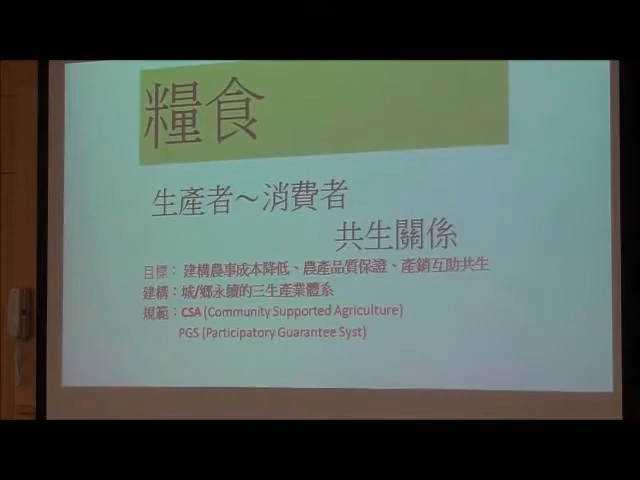 糧食
生產者～消費者
共生關係
目標： 建構農事成本降低、農產品質保證、產銷互助共生
建構：城/鄉永續的三生產業體系
規範：CSA (Community Supported Agriculture)
PGS (Participatory Guarantee Syst)